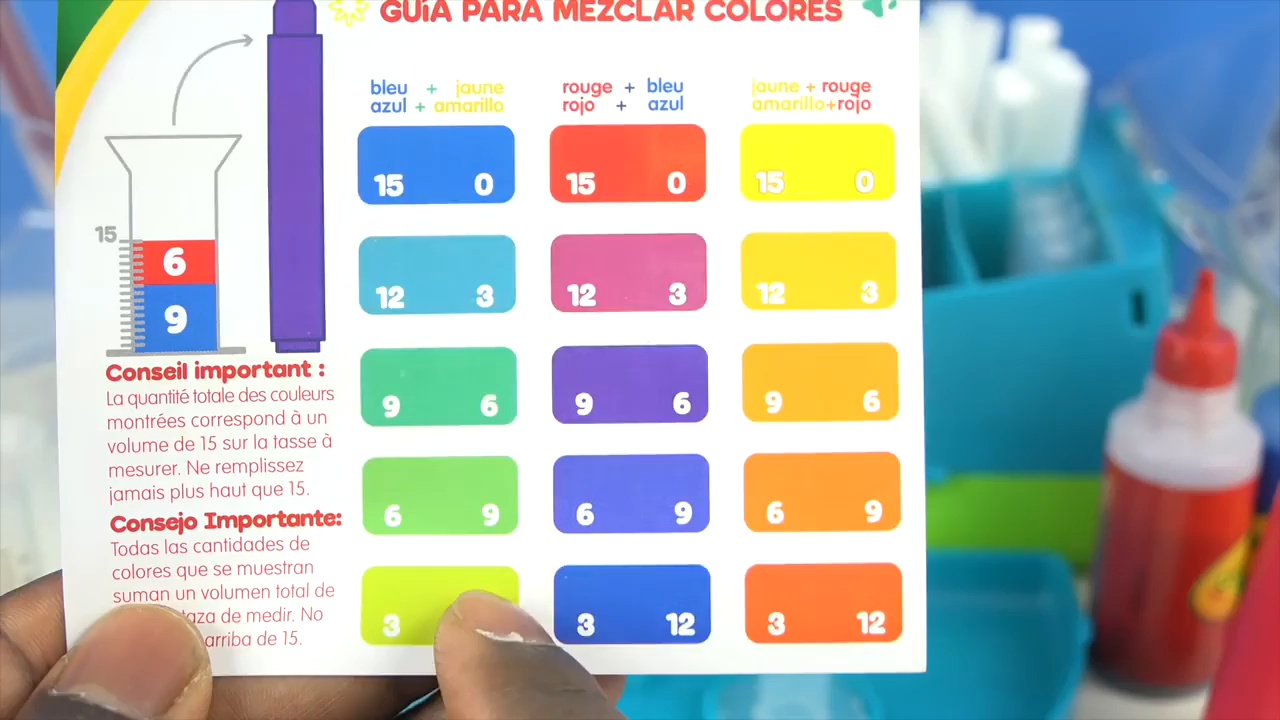 GUÍA PARA MEZCLAR COLORES
bleu + jaune
azul + amarillo
rouge + bleu
rojo + azul
jaune + rouge
amarillo+rojo
15 0
15 0
15 0
12 3
12 3
12 3
9 6
9 6
9 6
6 9
6 9
6 9
3
3 12
3 12
15
6
9
Conseil important :
La quantité totale des couleurs
montrées correspond à un
volume de 15 sur la tasse à
mesurer. Ne remplissez
jamais plus haut que 15.
Consejo Importante:
Todas las cantidades de
colores que se muestran
suman un volumen total de
taza de medir. No
arriba de 15.